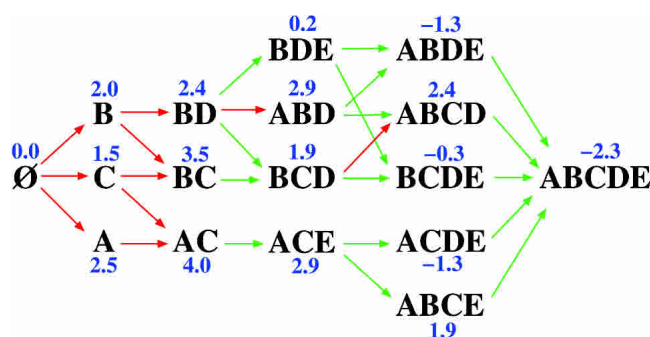 0.2 −1.3
BDE ABDE
2.0 2.4 2.9 2.4
B BD ABD ABCD
0.0 1.5 3.5 1.9 −0.3 −2.3
Ø C BC BCD BCDE ABCDE
A AC ACE ACDE
2.5 4.0 2.9 −1.3
ABCE
1.9